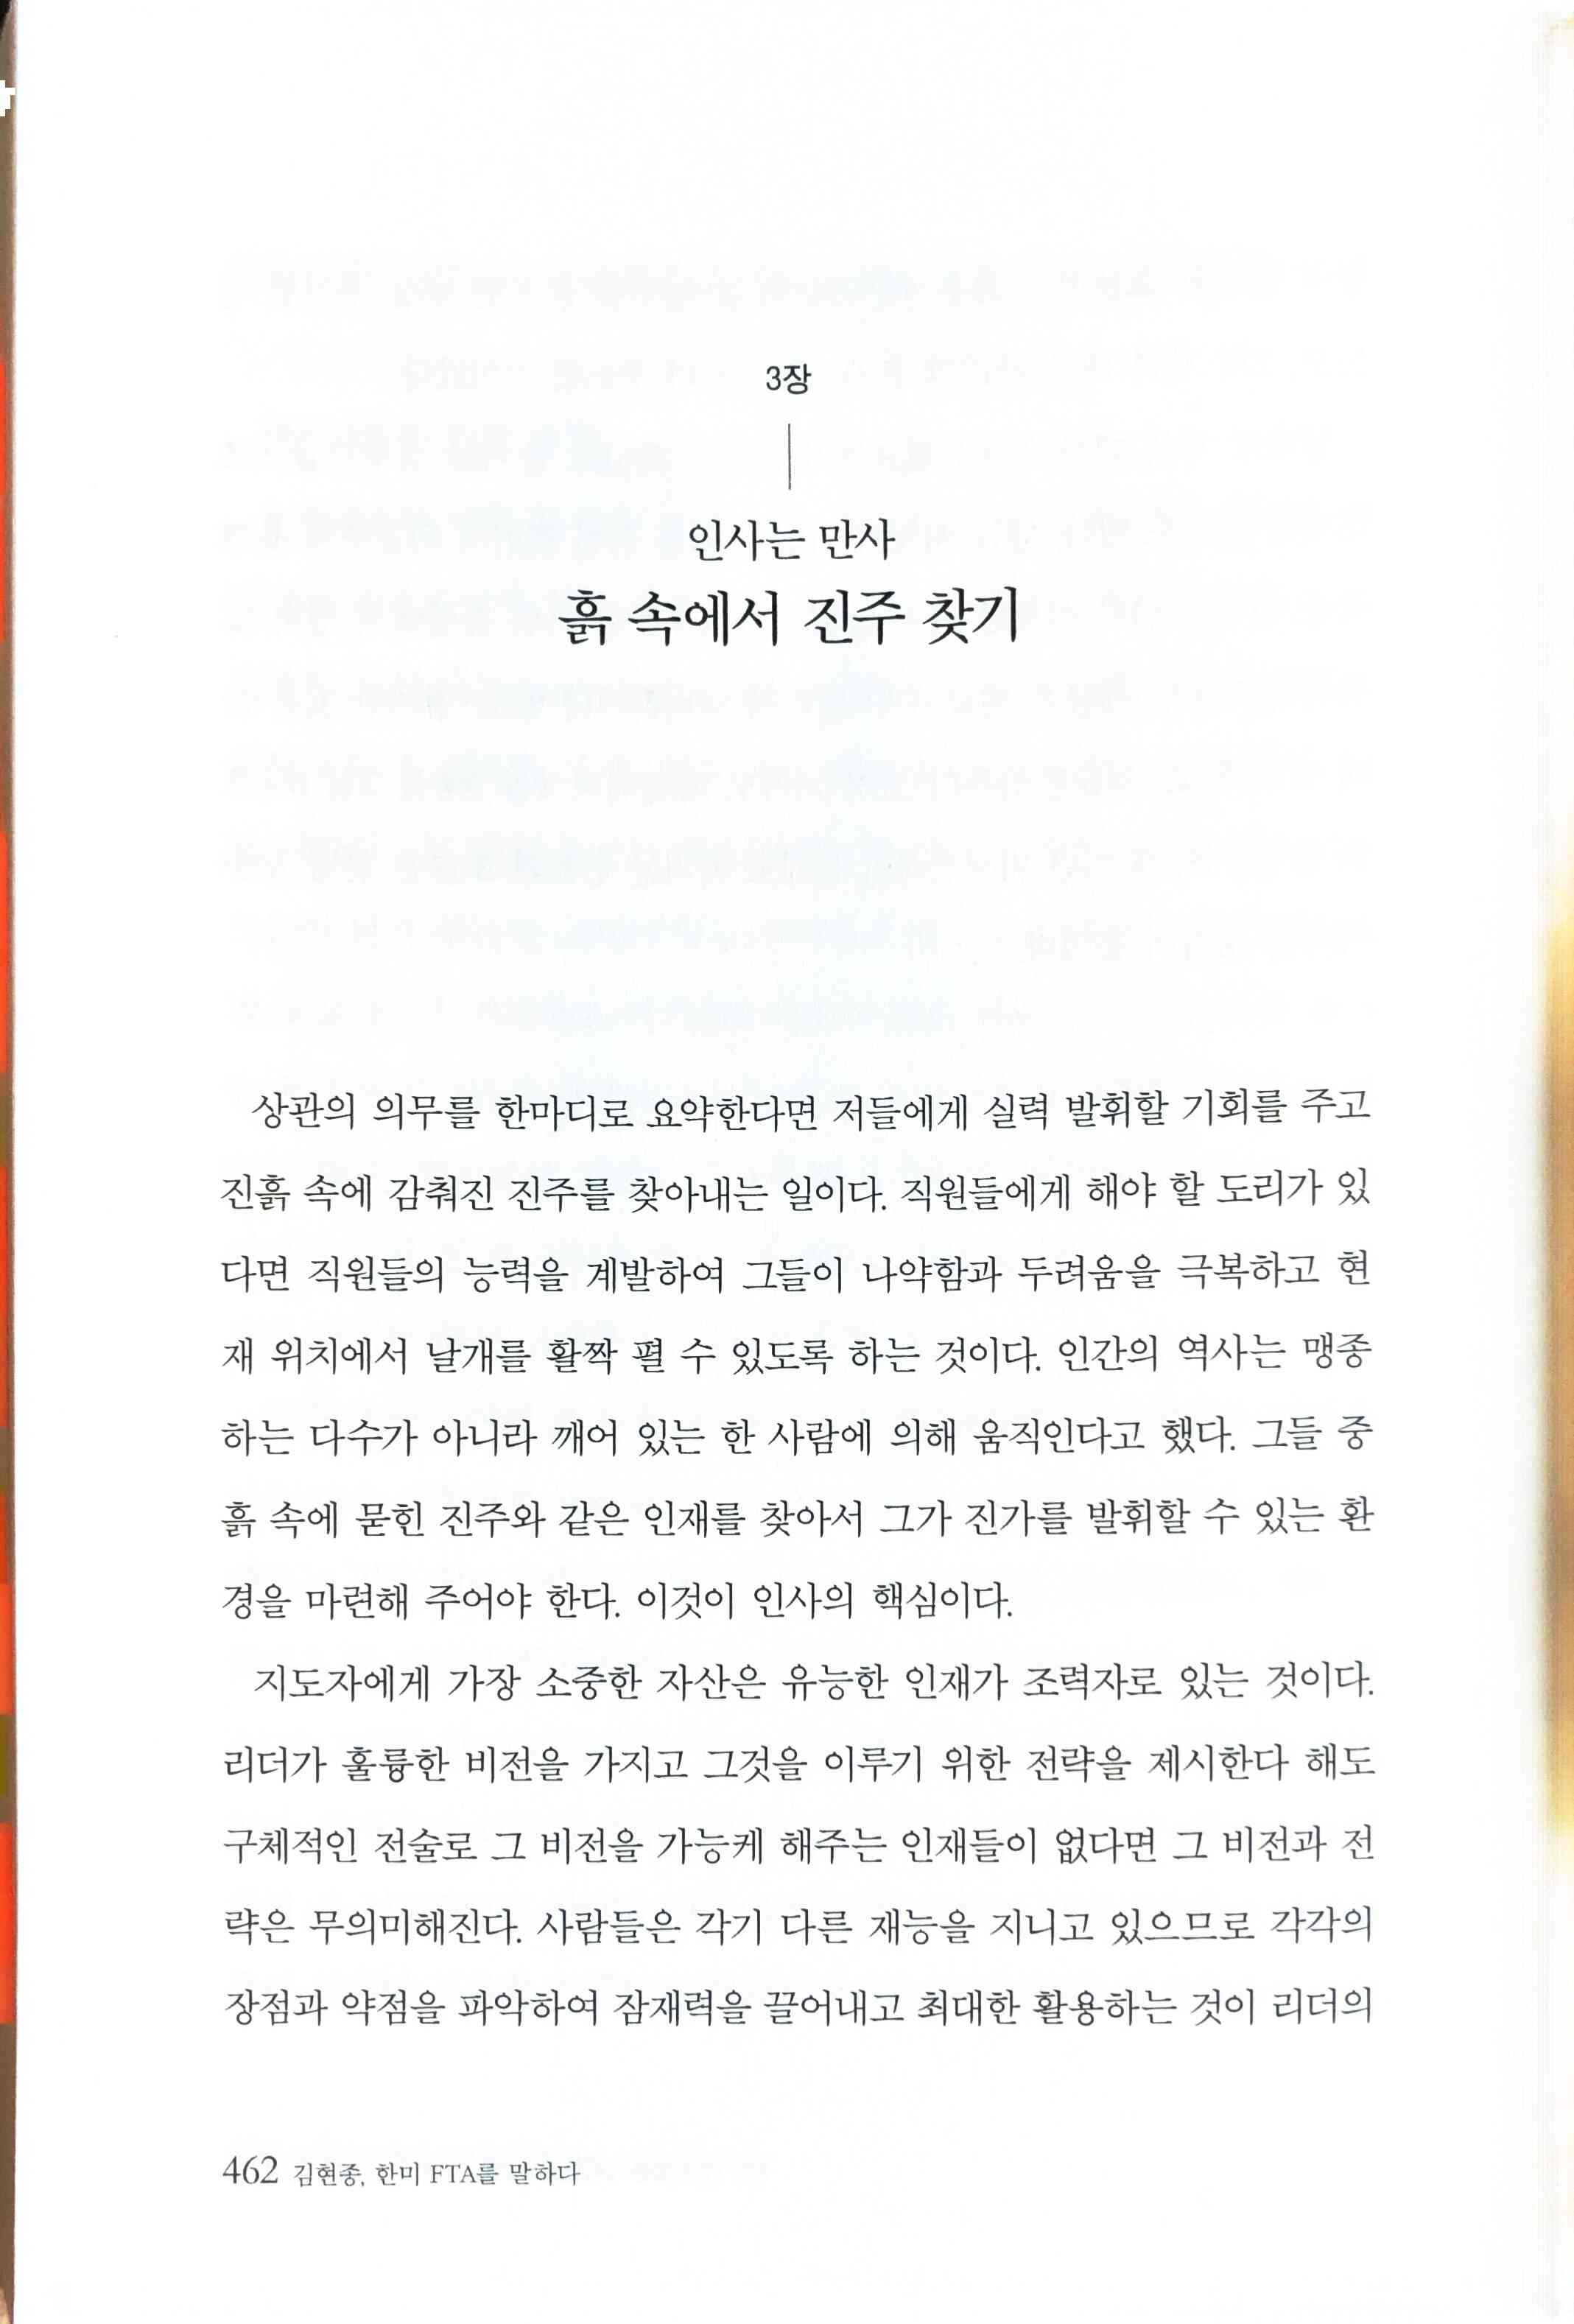 3장
인사는 만사
흙 속에서 진주 찾기
상관의 의무를 한마디로 요약한다면 저들에게 실력 발휘할 기회를 주고
진흙 속에 감춰진 진주를 찾아내는 일이다. 직원들에게 해야 할 도리가 있
다면 직원들의 능력을 계발하여 그들이 나약함과 두려움을 극복하고 현
재 위치에서 날개를 활짝 펼 수 있도록 하는 것이다. 인간의 역사는 맹종
하는 다수가 아니라 깨어 있는 한 사람에 의해 움직인다고 했다. 그들 중
흙 속에 묻힌 진주와 같은 인재를 찾아서 그가 진가를 발휘할 수 있는 환
경을 마련해 주어야 한다. 이것이 인사의 핵심이다.
지도자에게 가장 소중한 자산은 유능한 인재가 조력자로 있는 것이다.
리더가 훌륭한 비전을 가지고 그것을 이루기 위한 전략을 제시한다 해도
구체적인 전술로 그 비전을 가능케 해주는 인재들이 없다면 그 비전과 전
략은 무의미해진다. 사람들은 각기 다른 재능을 지니고 있으므로 각각의
장점과 약점을 파악하여 잠재력을 끌어내고 최대한 활용하는 것이 리더의
462 김현종, 한미 FTA를 말하다